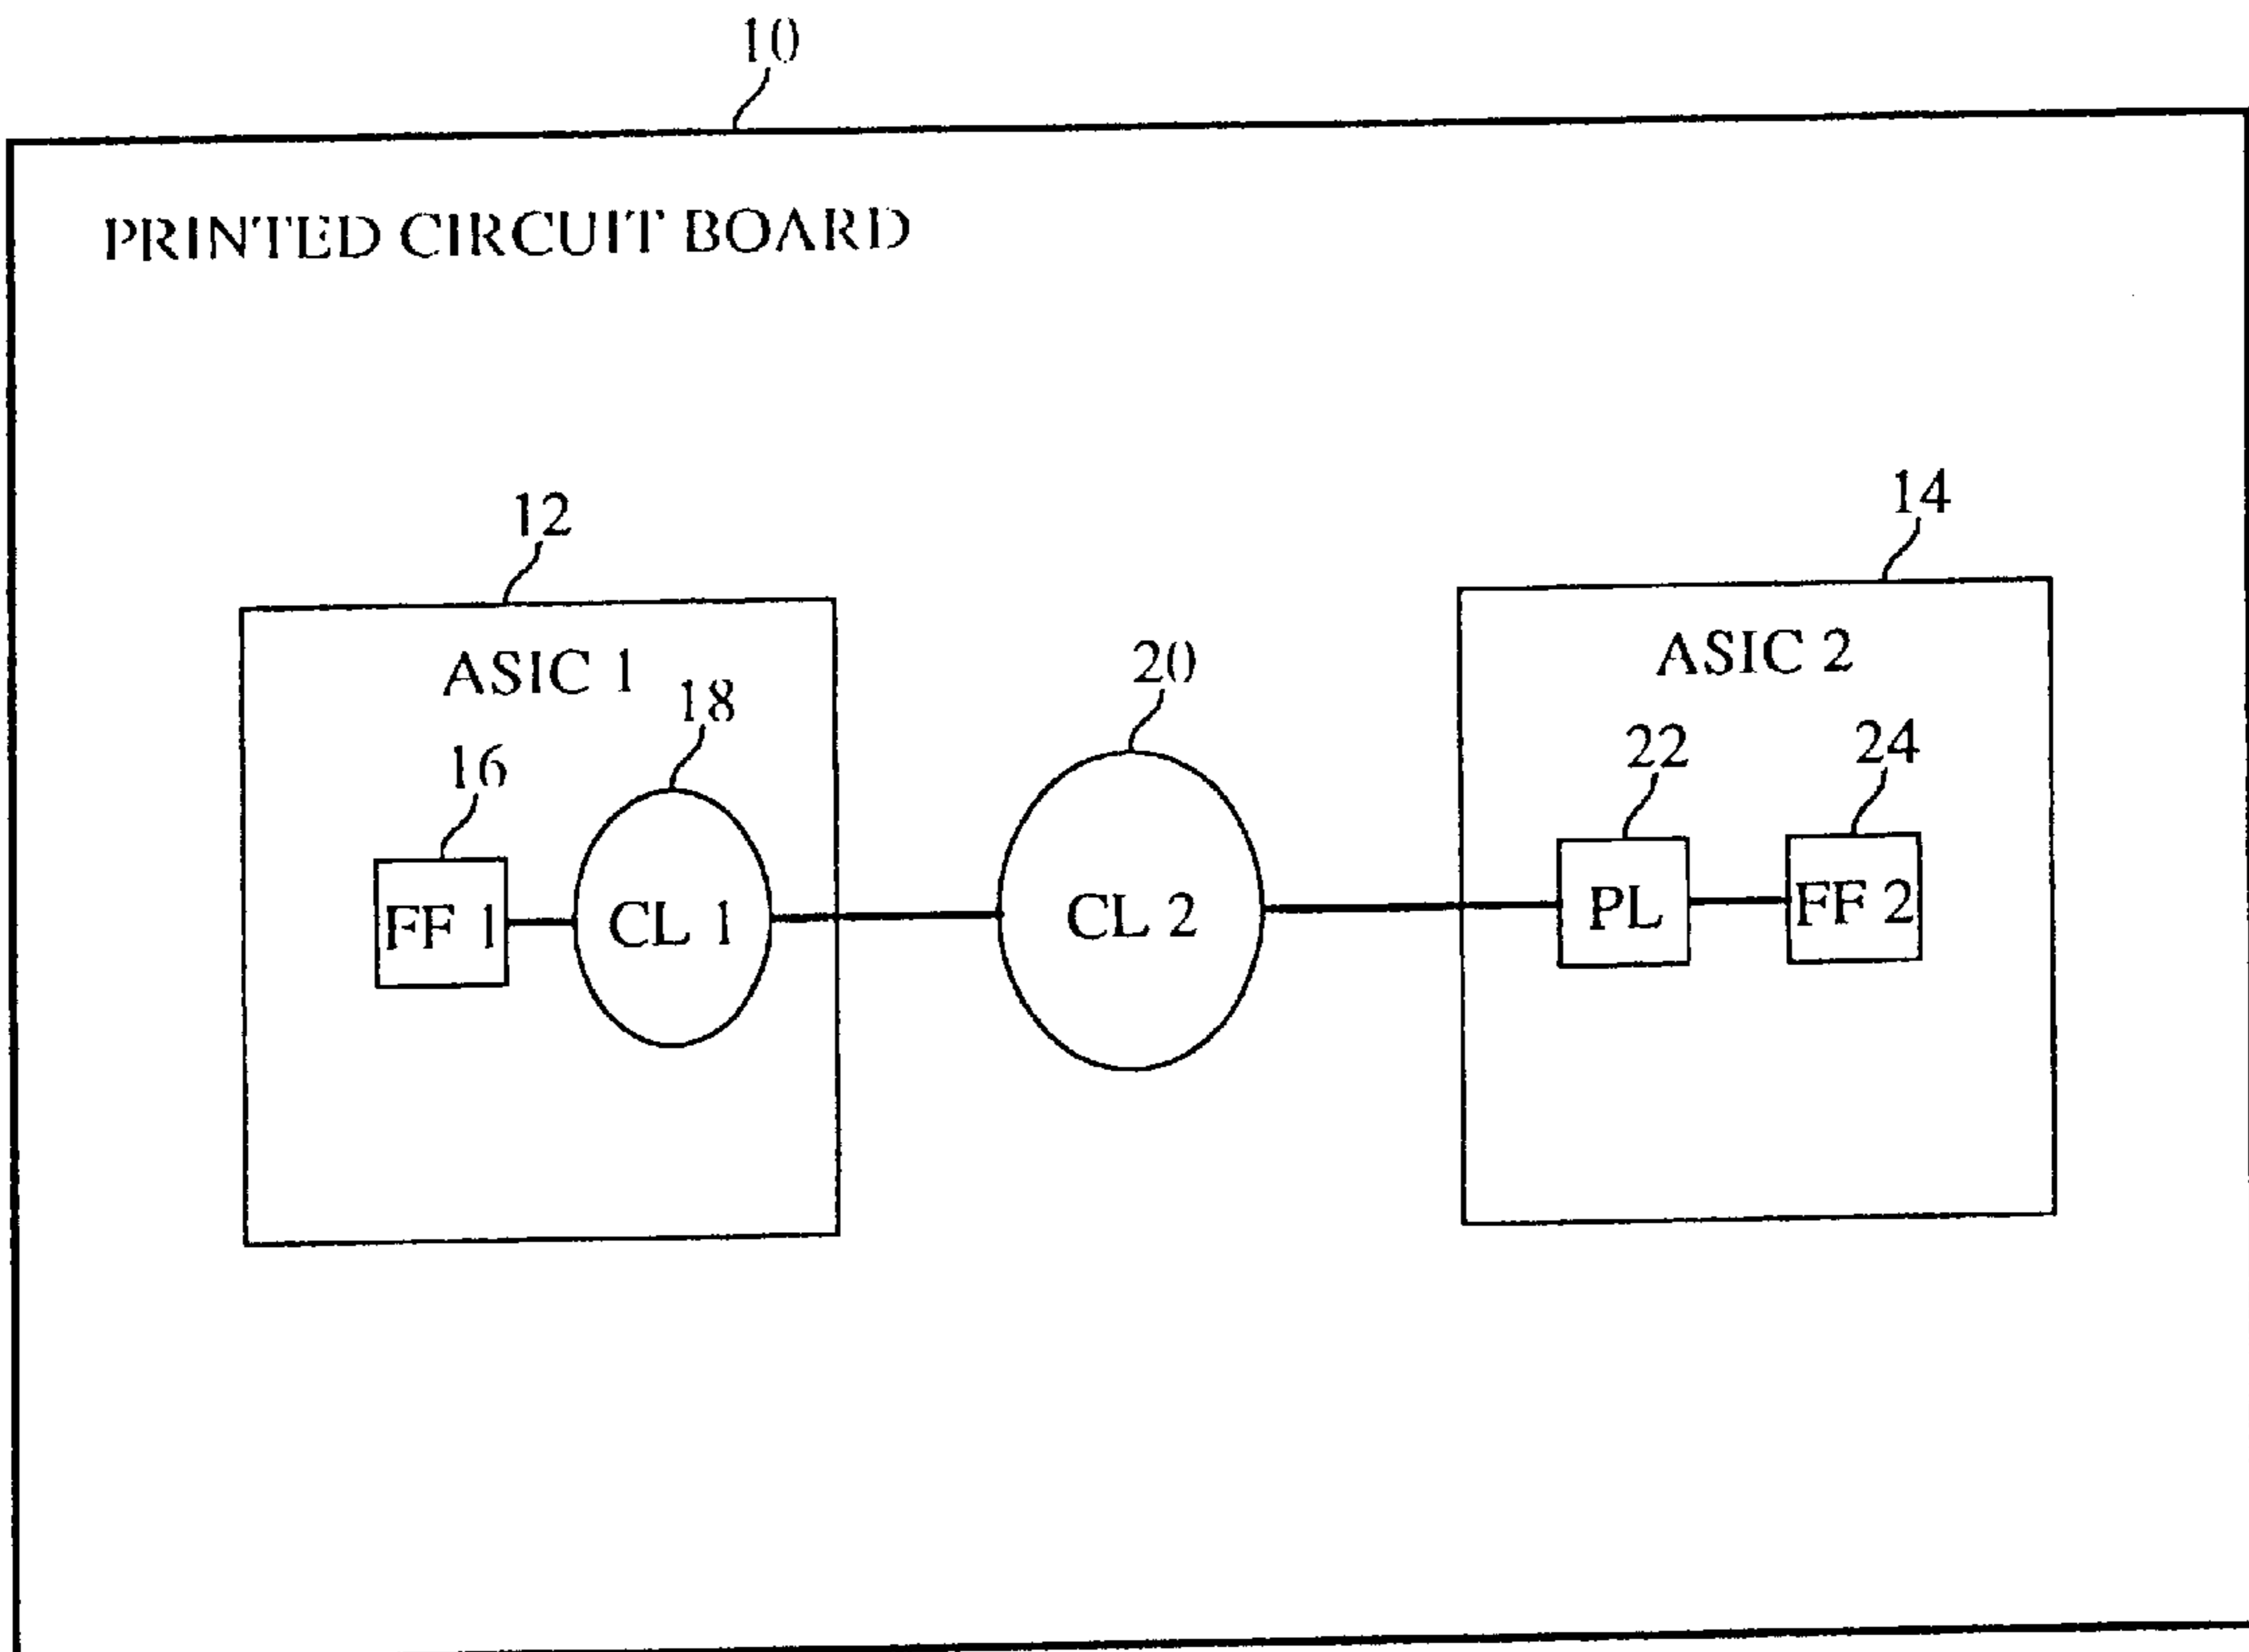 10
PRINTED CIRCUIT BOARD
12
14
ASIC 1
ASIC 2
20
18
22
24
16
FF 1
CL 1
CL 2
PL
FF 2